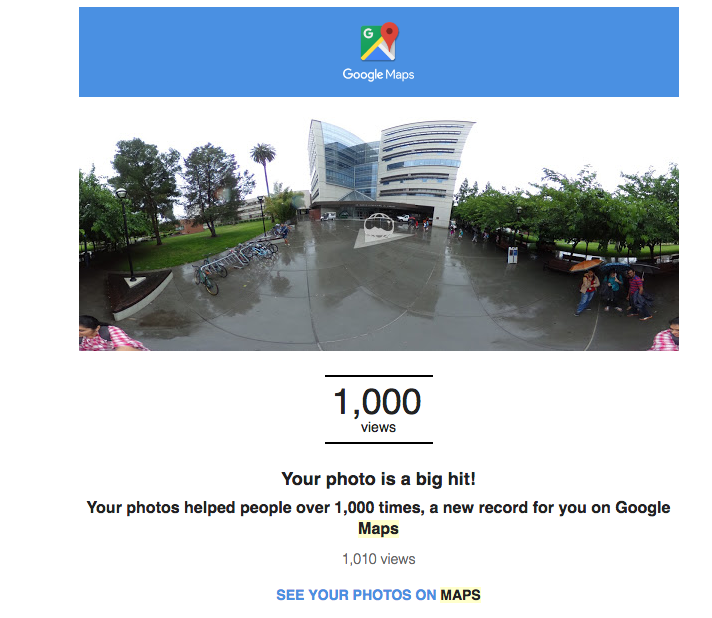 G
Google Maps
1,000
views
Your photo is a big hit!
Your photos helped people over 1,000 times, a new record for you on Google
Maps
1,010 views
SEE YOUR PHOTOS ON MAPS